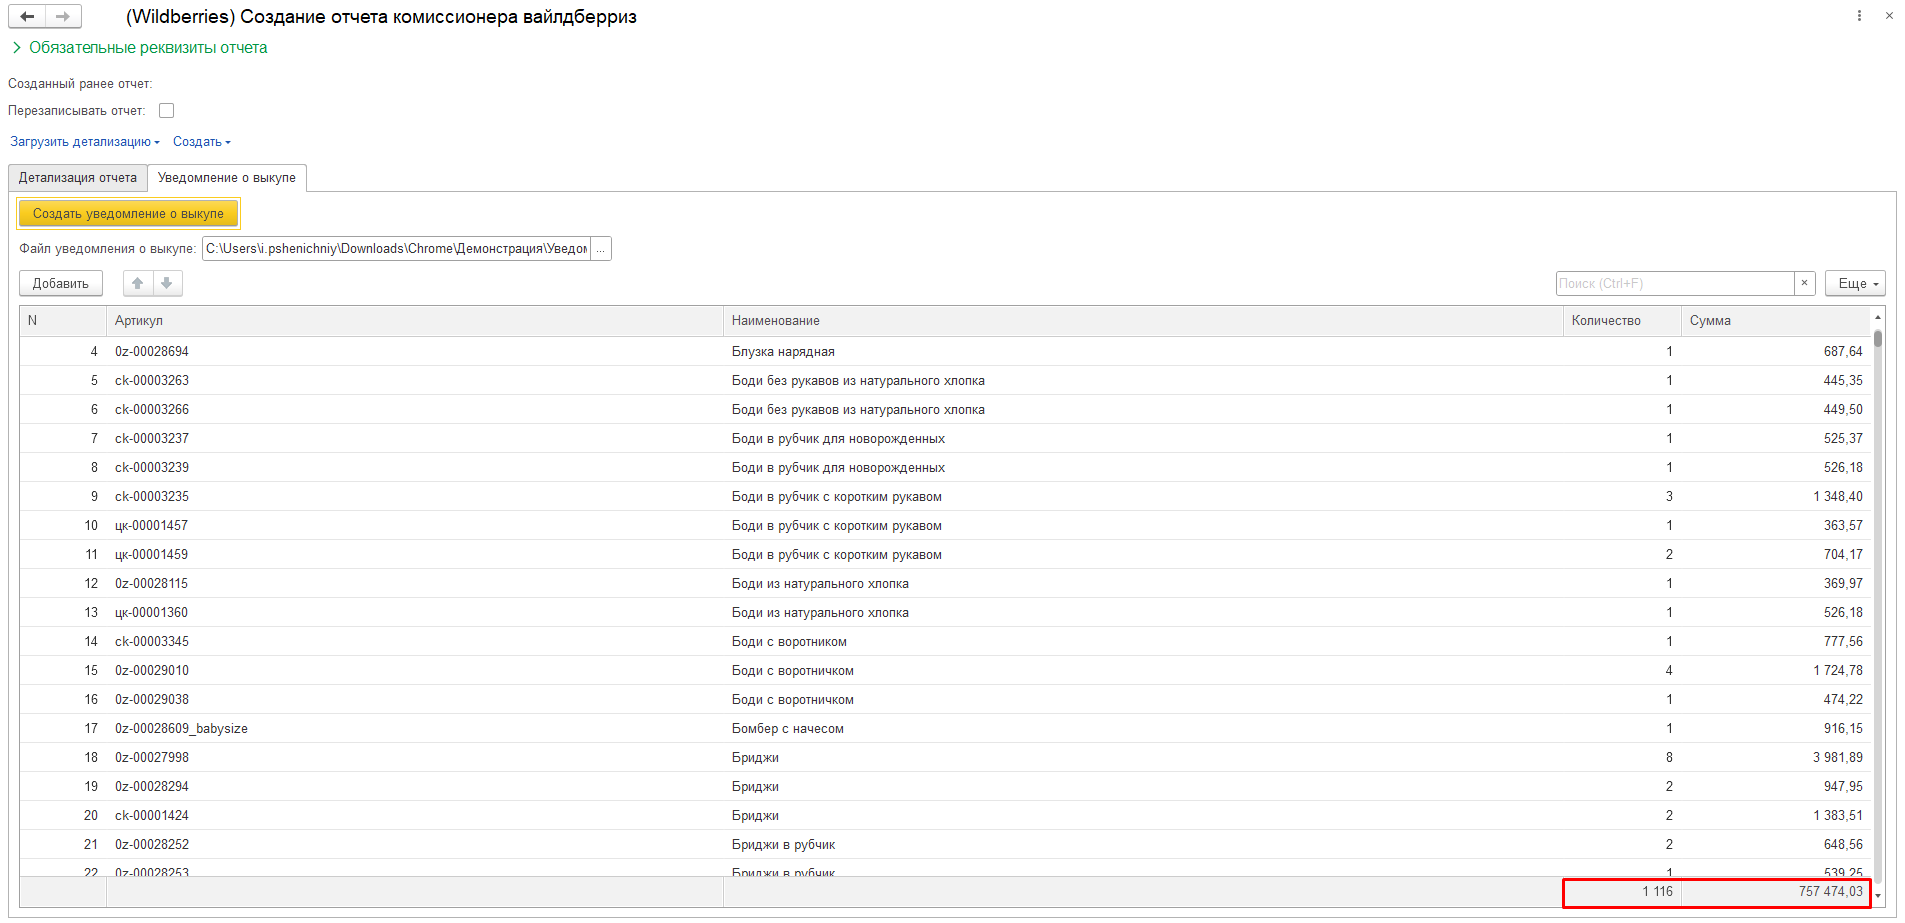 (Wildberries) Создание отчета комиссионера вайлдберриз
Обязательные реквизиты отчета
Созданный ранее отчет:
Перезаписывать отчет:
Загрузить детализацию Создать
Детализация отчета Уведомление о выкупе
Создать уведомление о выкупе
Файл уведомления о выкупе: C:\Users\i.pshenichniy\Downloads\Chrome\Демонстрация\Уведом ...
Добавить Поиск (Ctrl+F) × Еще
N Артикул Наименование Количество Сумма
4 0z-00028694 Блузка нарядная 1 687,64
5 ck-00003263 Боди без рукавов из натурального хлопка 1 445,35
6 ck-00003266 Боди без рукавов из натурального хлопка 1 449,50
7 ck-00003237 Боди в рубчик для новорожденных 1 525,37
8 ck-00003239 Боди в рубчик для новорожденных 1 526,18
9 ck-00003235 Боди в рубчик с коротким рукавом 3 1 348,40
10 цк-00001457 Боди в рубчик с коротким рукавом 1 363,57
11 цк-00001459 Боди в рубчик с коротким рукавом 2 704,17
12 0z-00028115 Боди из натурального хлопка 1 369,97
13 цк-00001360 Боди из натурального хлопка 1 526,18
14 ck-00003345 Боди с воротником 1 777,56
15 0z-00029010 Боди с воротничком 4 1 724,78
16 0z-00029038 Боди с воротничком 1 474,22
17 0z-00028609_babysize Бомбер с начесом 1 916,15
18 0z-00027998 Бриджи 8 3 981,89
19 0z-00028294 Бриджи 2 947,95
20 ck-00001424 Бриджи 2 1 383,51
21 0z-00028252 Бриджи в рубчик 2 648,56
22 0z-00028253 Бриджи в рубчик 1 539,25
1 116 757 474,03